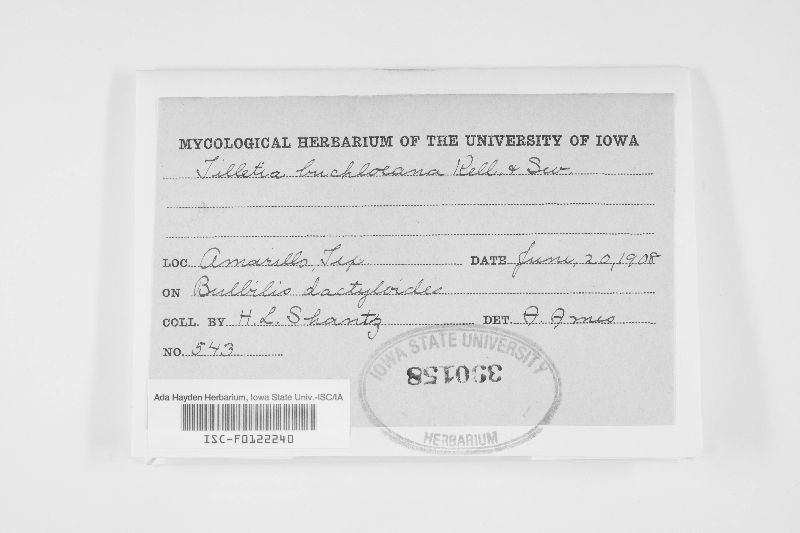 MYCOLOGICAL HERBARIUM OF THE UNIVERSITY OF IOWA
Tilletia buchloeana Kell. & Sw.
LOC. Amarillo, Tex. DATE June, 20, 1908
ON Bulbilis dactyloides
COLL. BY H. L. Shantz DET. A. Ames
NO. 543
IOWA STATE UNIVERSITY
390158
HERBARIUM
Ada Hayden Herbarium, Iowa State Univ.-ISC/IA
ISC-F0122240